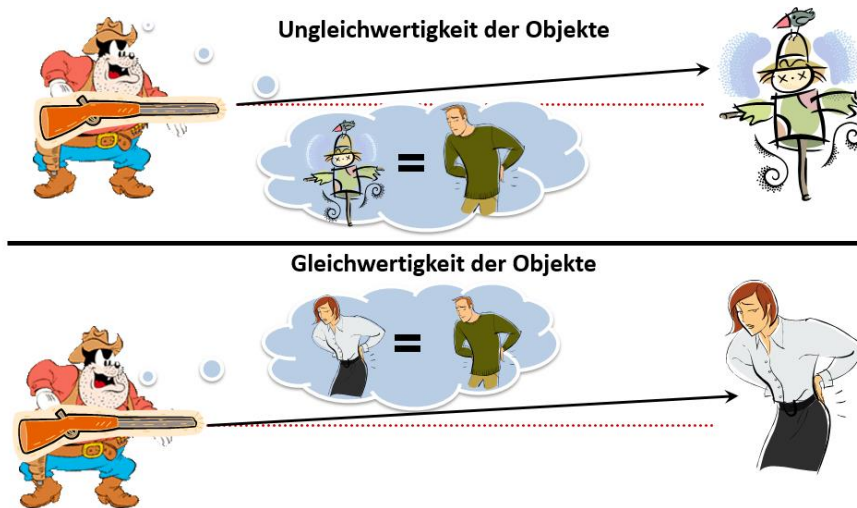 Ungleichwertigkeit der Objekte
=
Gleichwertigkeit der Objekte
=